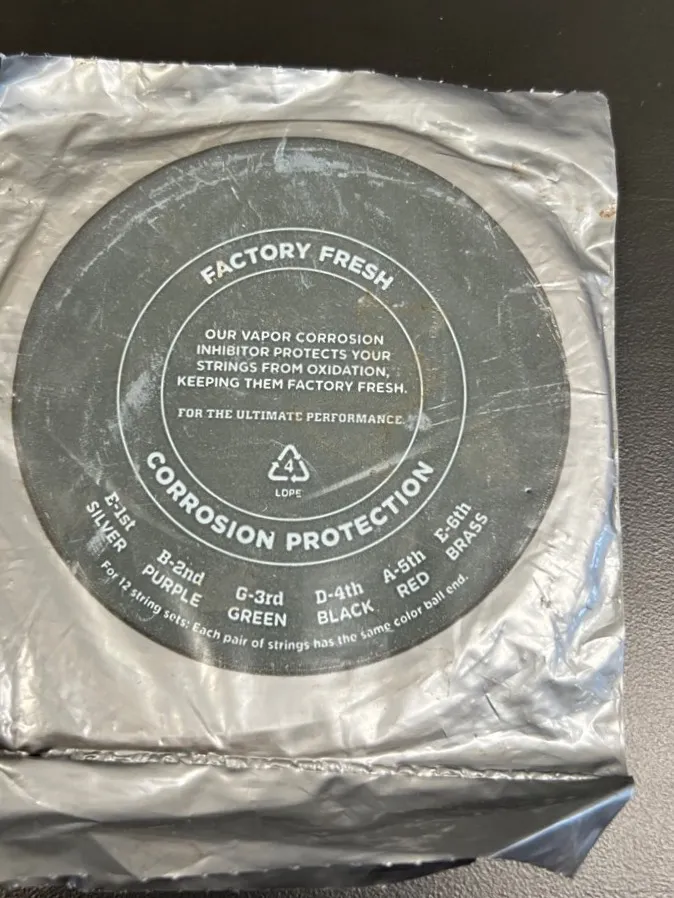 FACTORY FRESH
OUR VAPOR CORROSION
INHIBITOR PROTECTS YOUR
STRINGS FROM OXIDATION,
KEEPING THEM FACTORY FRESH.
FOR THE ULTIMATE PERFORMANCE.
4
LDPE
CORROSION PROTECTION
E-1st
SILVER
B-2nd
PURPLE
G-3rd
GREEN
D-4th
BLACK
A-5th
RED
E-6th
BRASS
For 12 string sets: Each pair of strings has the same color ball end.